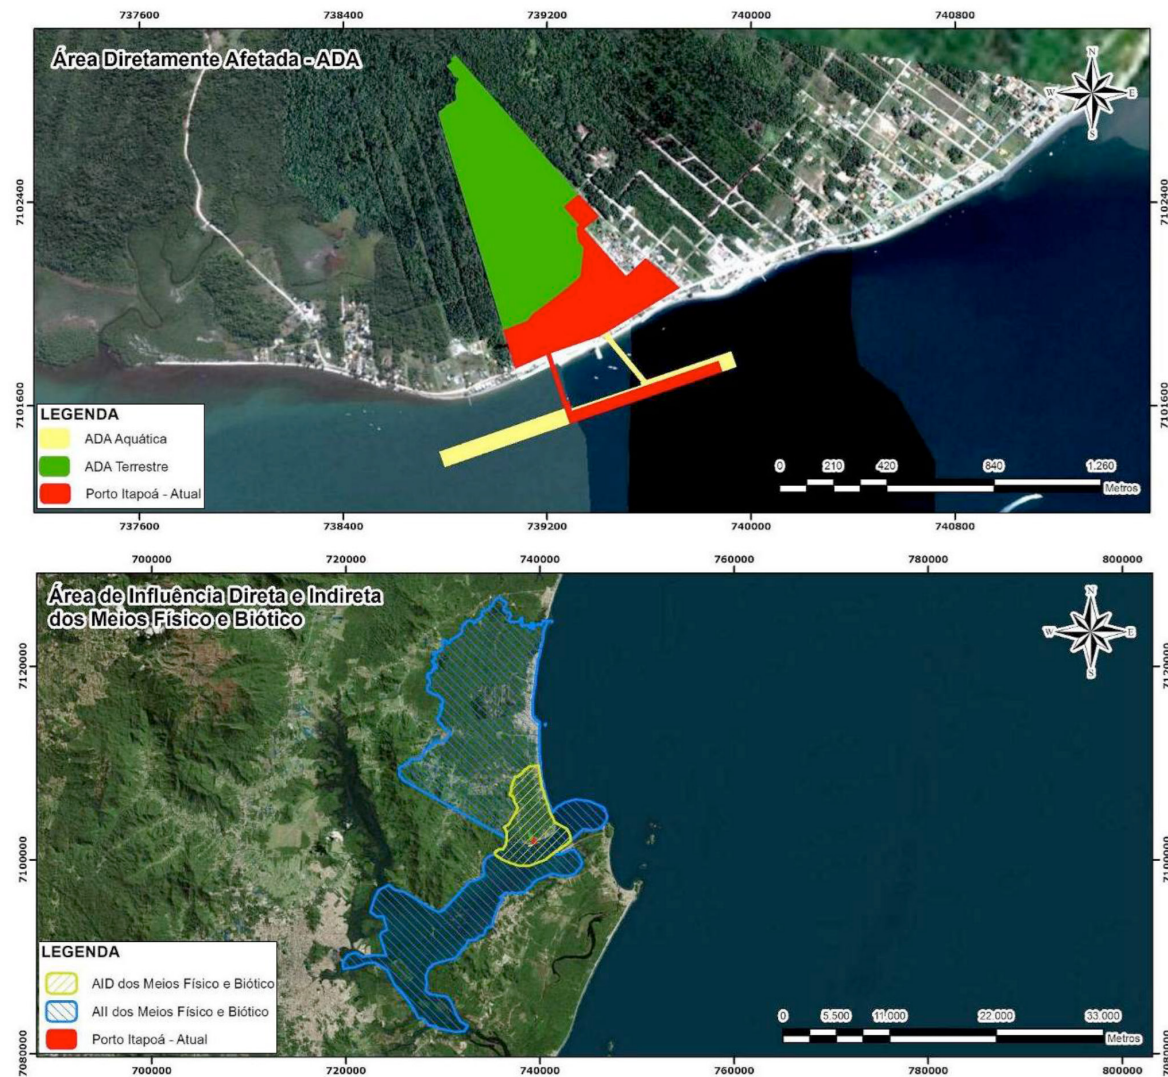 737600 738400 739200 740000 740800
Área Diretamente Afetada - ADA
N
W E
S
7102400 7102400
7101600 7101600
LEGENDA
ADA Aquática
ADA Terrestre
Porto Itapoá - Atual
0 210 420 840 1.260
Metros
737600 738400 739200 740000 740800
700000 720000 740000 760000 780000 800000
Área de Influência Direta e Indireta
dos Meios Físico e Biótico
N
W E
S
7120000 7120000
7100000 7100000
LEGENDA
AID dos Meios Físico e Biótico
AII dos Meios Físico e Biótico
Porto Itapoá - Atual
0 5.500 11.000 22.000 33.000
Metros
7080000 7080000
700000 720000 740000 760000 780000 800000